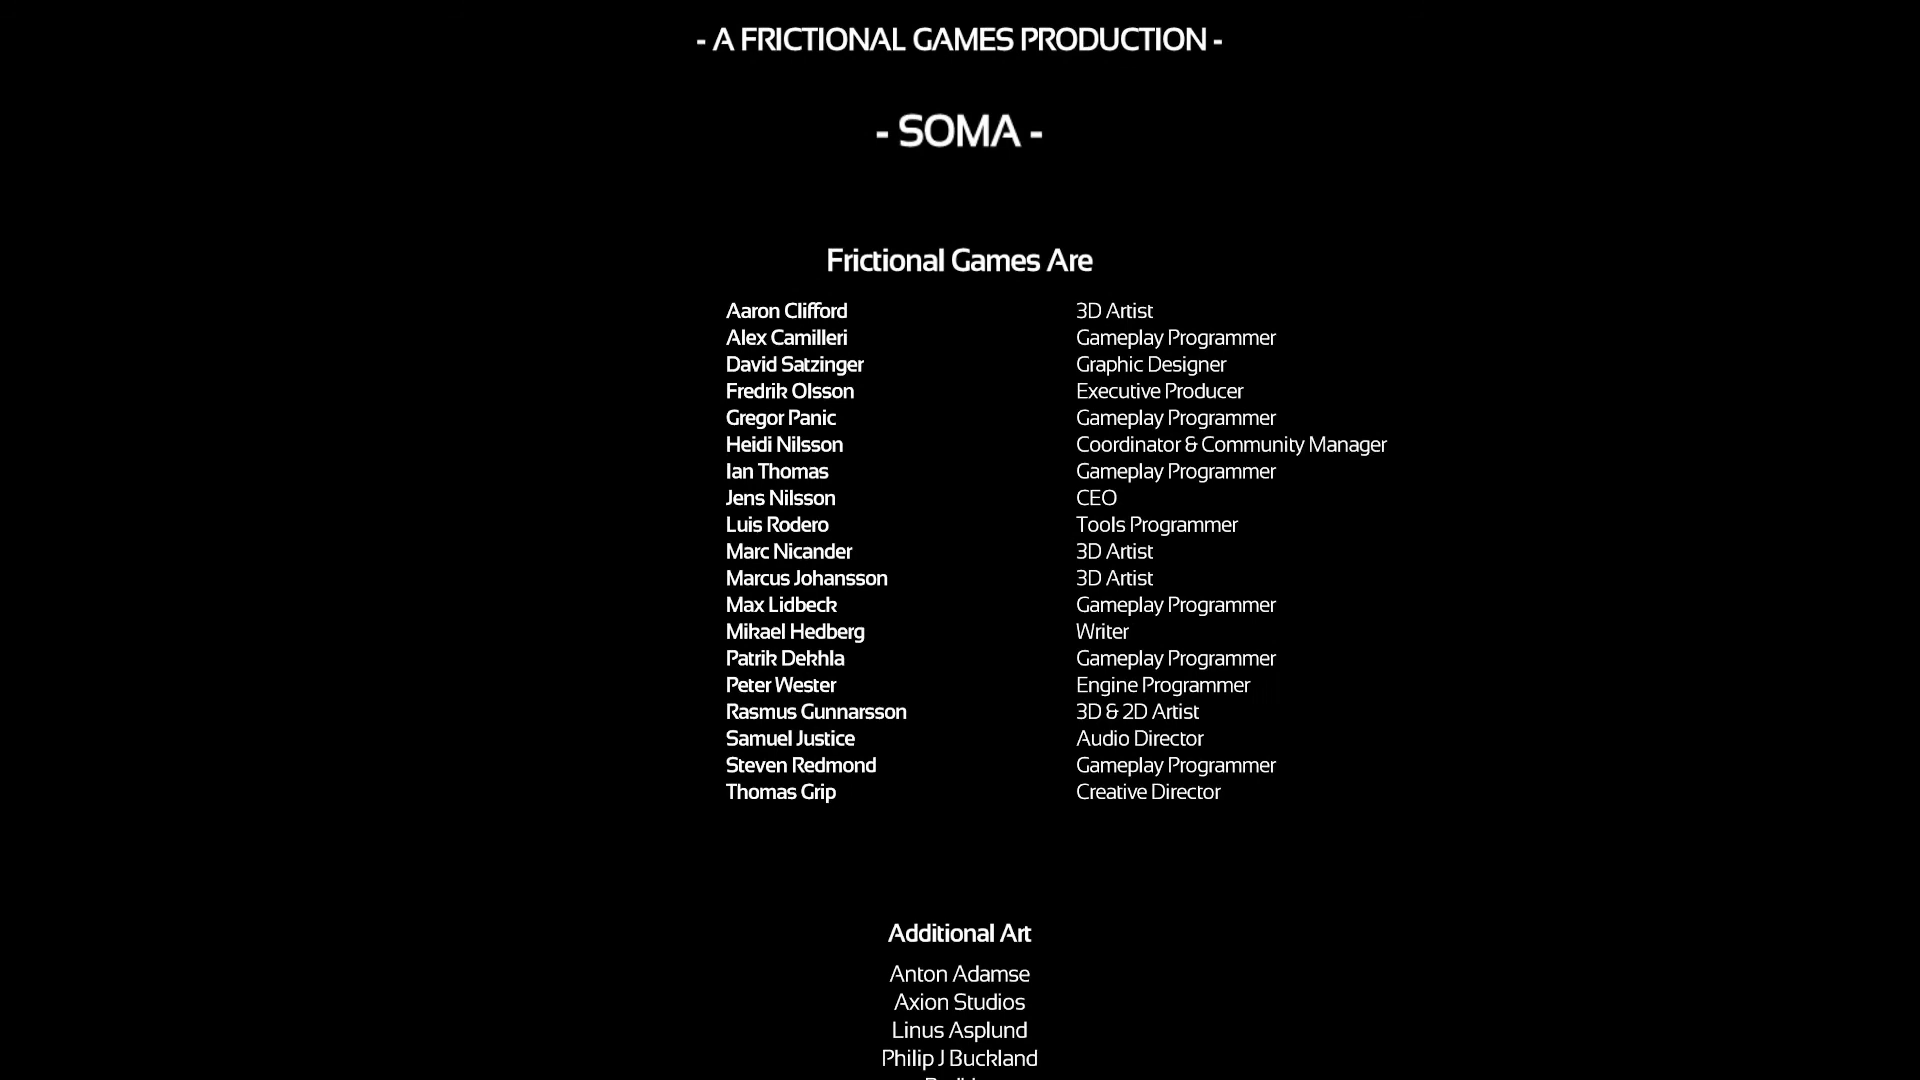 - A FRICTIONAL GAMES PRODUCTION -
- SOMA -
Frictional Games Are
Aaron Clifford 3D Artist
Alex Camilleri Gameplay Programmer
David Satzinger Graphic Designer
Fredrik Olsson Executive Producer
Gregor Panic Gameplay Programmer
Heidi Nilsson Coordinator & Community Manager
Ian Thomas Gameplay Programmer
Jens Nilsson CEO
Luis Rodero Tools Programmer
Marc Nicander 3D Artist
Marcus Johansson 3D Artist
Max Lidbeck Gameplay Programmer
Mikael Hedberg Writer
Patrik Dekhla Gameplay Programmer
Peter Wester Engine Programmer
Rasmus Gunnarsson 3D & 2D Artist
Samuel Justice Audio Director
Steven Redmond Gameplay Programmer
Thomas Grip Creative Director
Additional Art
Anton Adamse
Axion Studios
Linus Asplund
Philip J Buckland